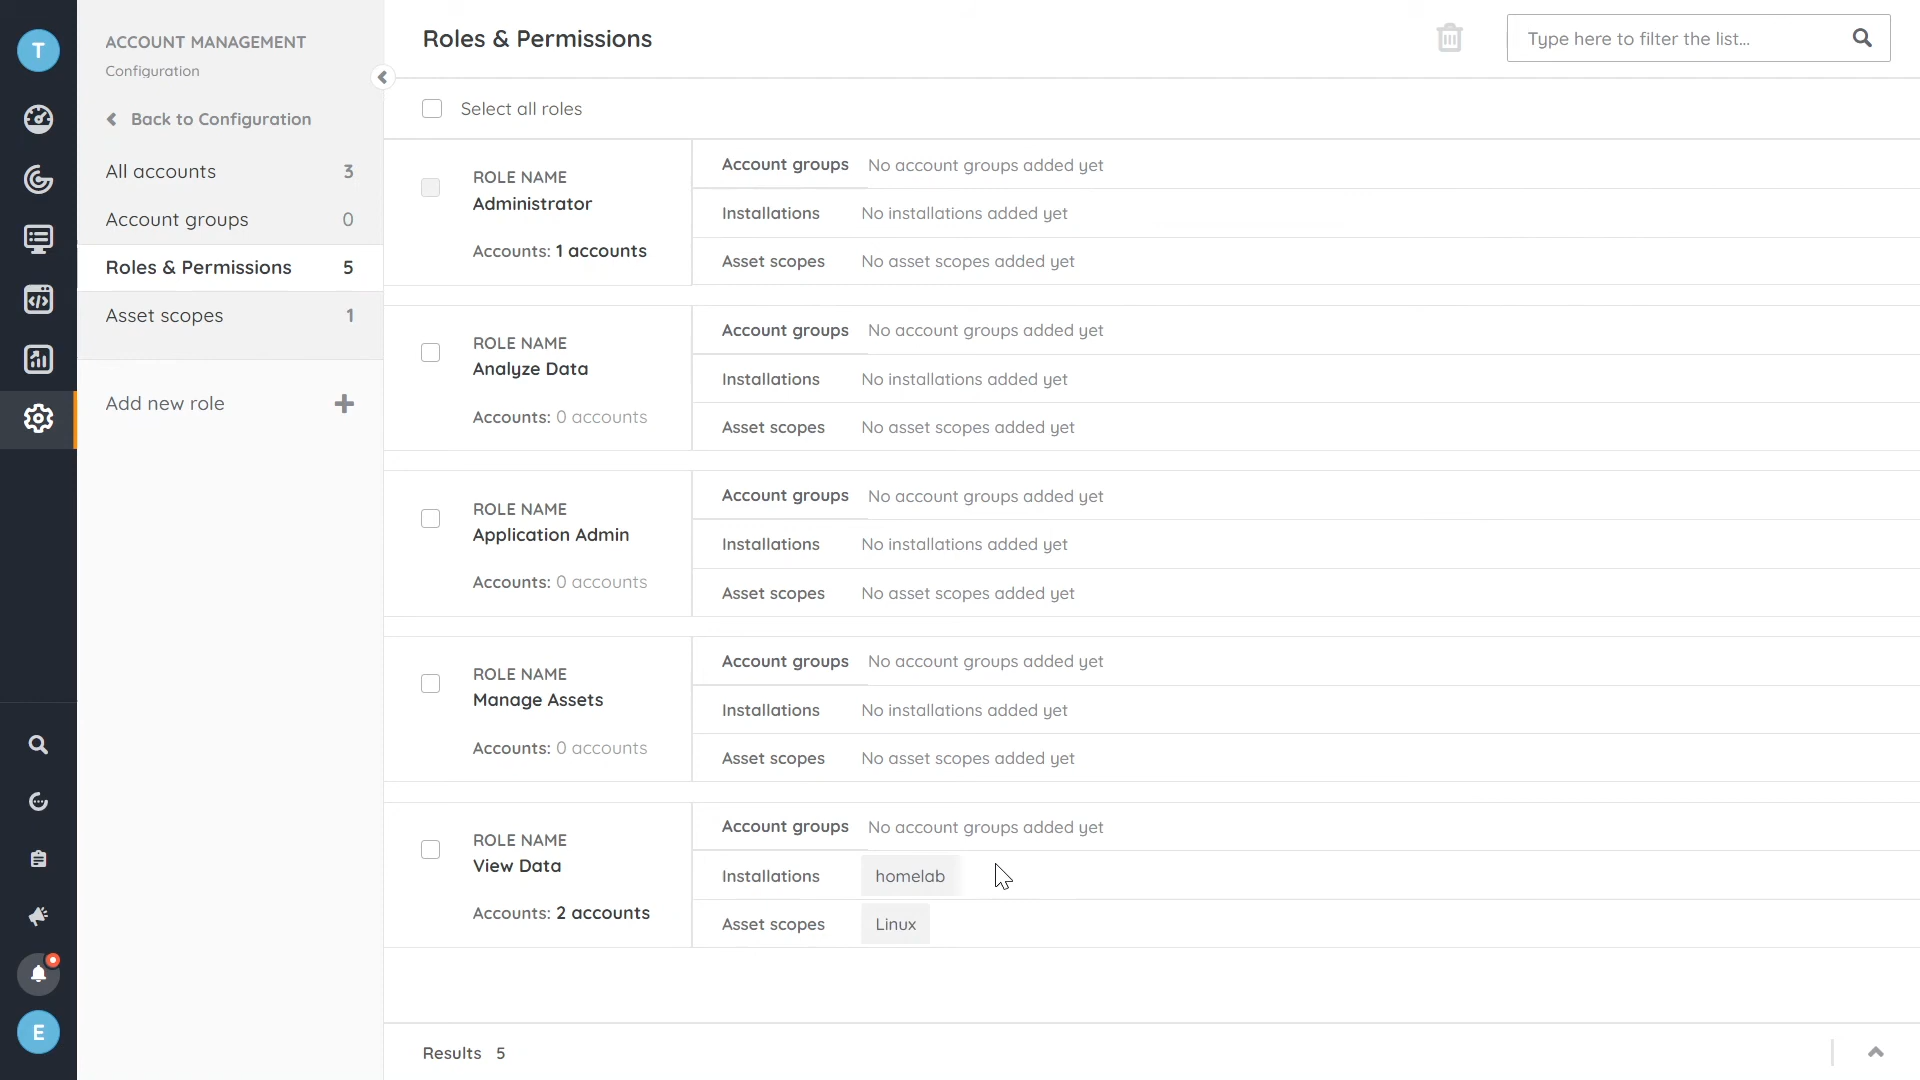 T
ACCOUNT MANAGEMENT
Configuration
Back to Configuration
All accounts 3
Account groups 0
Roles & Permissions 5
Asset scopes 1
Add new role
E
Roles & Permissions
Type here to filter the list...
Select all roles
ROLE NAME
Administrator
Accounts: 1 accounts
Account groups No account groups added yet
Installations No installations added yet
Asset scopes No asset scopes added yet
ROLE NAME
Analyze Data
Accounts: 0 accounts
Account groups No account groups added yet
Installations No installations added yet
Asset scopes No asset scopes added yet
ROLE NAME
Application Admin
Accounts: 0 accounts
Account groups No account groups added yet
Installations No installations added yet
Asset scopes No asset scopes added yet
ROLE NAME
Manage Assets
Accounts: 0 accounts
Account groups No account groups added yet
Installations No installations added yet
Asset scopes No asset scopes added yet
ROLE NAME
View Data
Accounts: 2 accounts
Account groups No account groups added yet
Installations homelab
Asset scopes Linux
Results 5